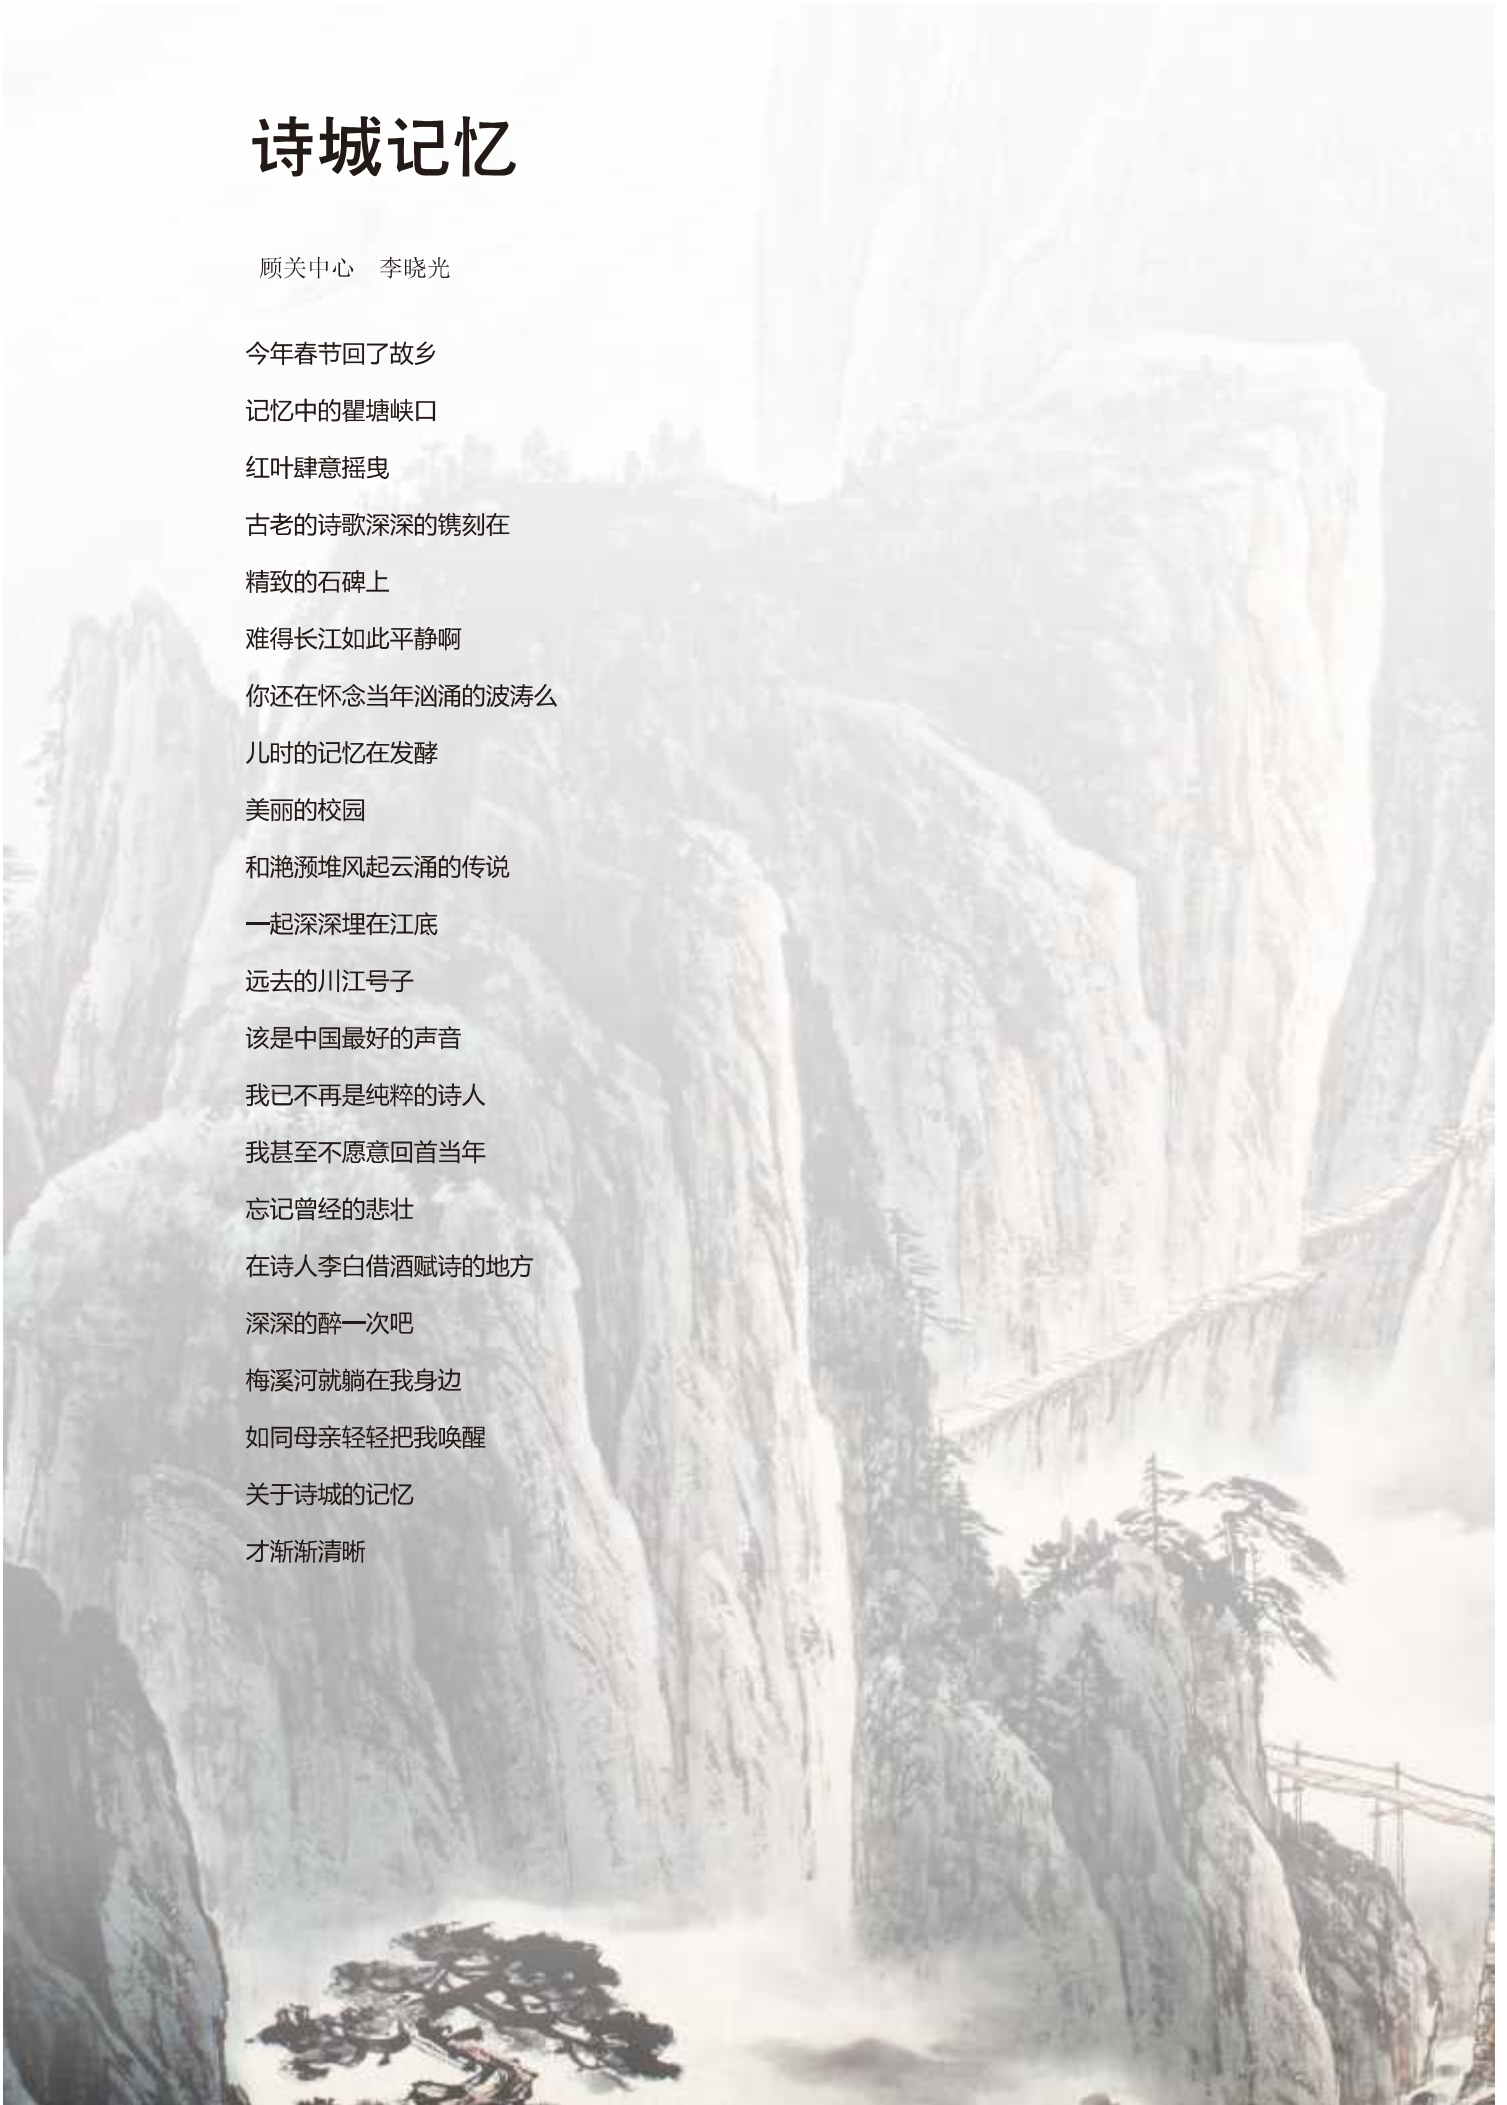 诗城记忆
顾关中心 李晓光
今年春节回了故乡
记忆中的瞿塘峡口
红叶肆意摇曳
古老的诗歌深深的镌刻在
精致的石碑上
难得长江如此平静啊
你还在怀念当年汹涌的波涛么
儿时的记忆在发酵
美丽的校园
和滟滪堆风起云涌的传说
一起深深埋在江底
远去的川江号子
该是中国最好的声音
我已不再是纯粹的诗人
我甚至不愿意回首当年
忘记曾经的悲壮
在诗人李白借酒赋诗的地方
深深的醉一次吧
梅溪河就躺在我身边
如同母亲轻轻把我唤醒
关于诗城的记忆
才渐渐清晰